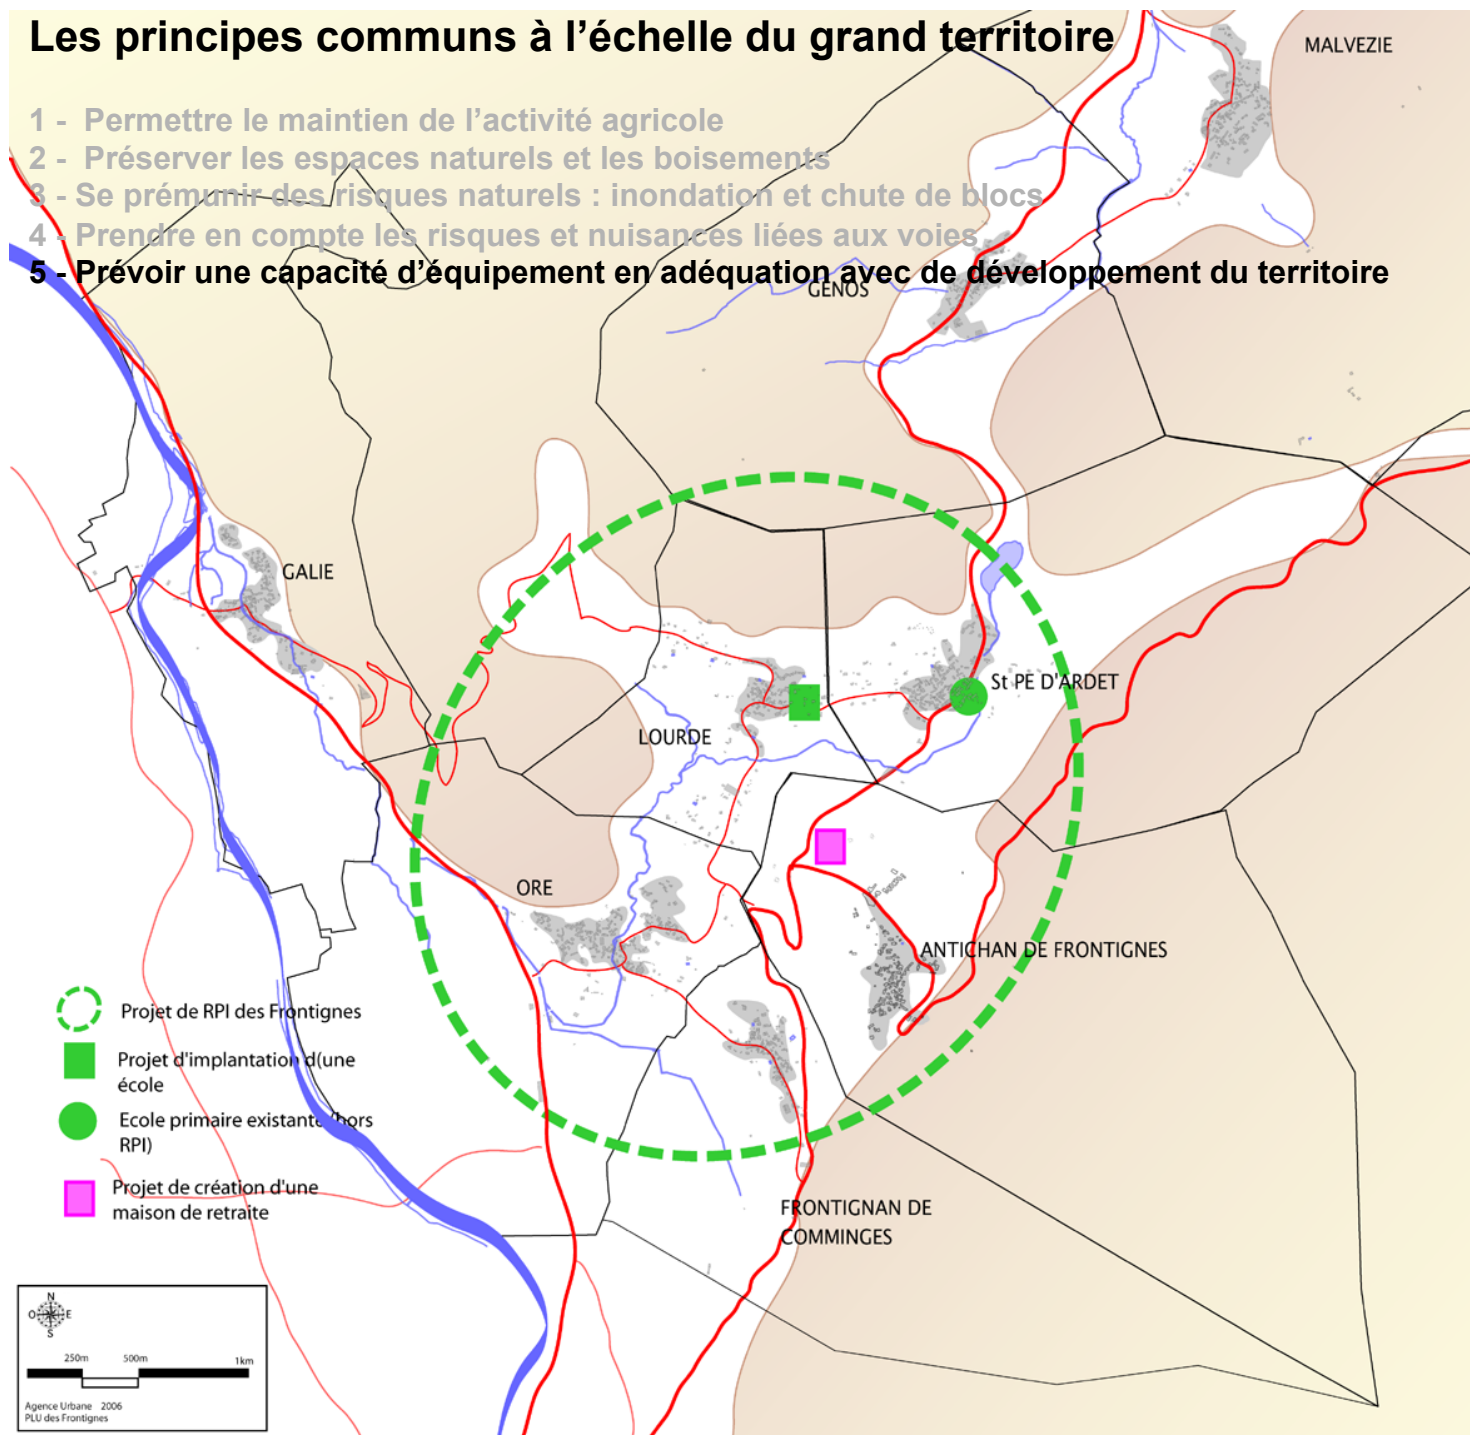 Les principes communs à l'échelle du grand territoire
MALVEZIE
1 - Permettre le maintien de l'activité agricole
2 - Préserver les espaces naturels et les boisements
3 - Se prémunir des risques naturels : inondation et chute de blocs
4 - Prendre en compte les risques et nuisances liées aux voies
5 - Prévoir une capacité d'équipement en adéquation avec de développement du territoire
GENOS
GALIE
St PE D'ARDET
LOURDE
ORE
ANTICHAN DE FRONTIGNES
Projet de RPI des Frontignes
Projet d'implantation d(une
école
Ecole primaire existante (hors
RPI)
Projet de création d'une
maison de retraite
FRONTIGNAN DE
COMMINGES
N
O E
S
250m 500m 1km
Agence Urbane 2006
PLU des Frontignes